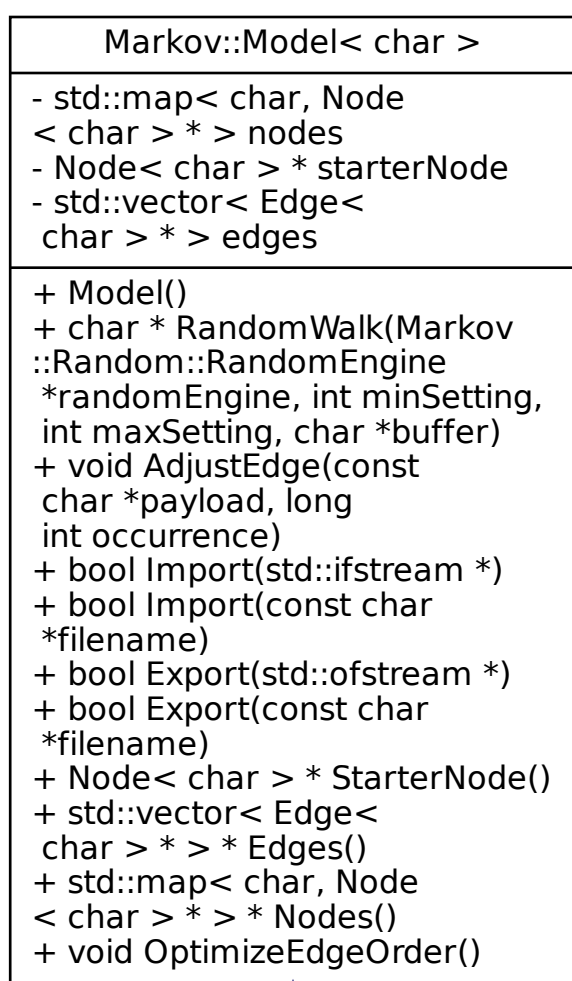 Markov::Model< char >
- std::map< char, Node
< char > * > nodes
- Node< char > * starterNode
- std::vector< Edge<
char > * > edges
+ Model()
+ char * RandomWalk(Markov
::Random::RandomEngine
*randomEngine, int minSetting,
int maxSetting, char *buffer)
+ void AdjustEdge(const
char *payload, long
int occurrence)
+ bool Import(std::ifstream *)
+ bool Import(const char
*filename)
+ bool Export(std::ofstream *)
+ bool Export(const char
*filename)
+ Node< char > * StarterNode()
+ std::vector< Edge<
char > * > * Edges()
+ std::map< char, Node
< char > * > * Nodes()
+ void OptimizeEdgeOrder()